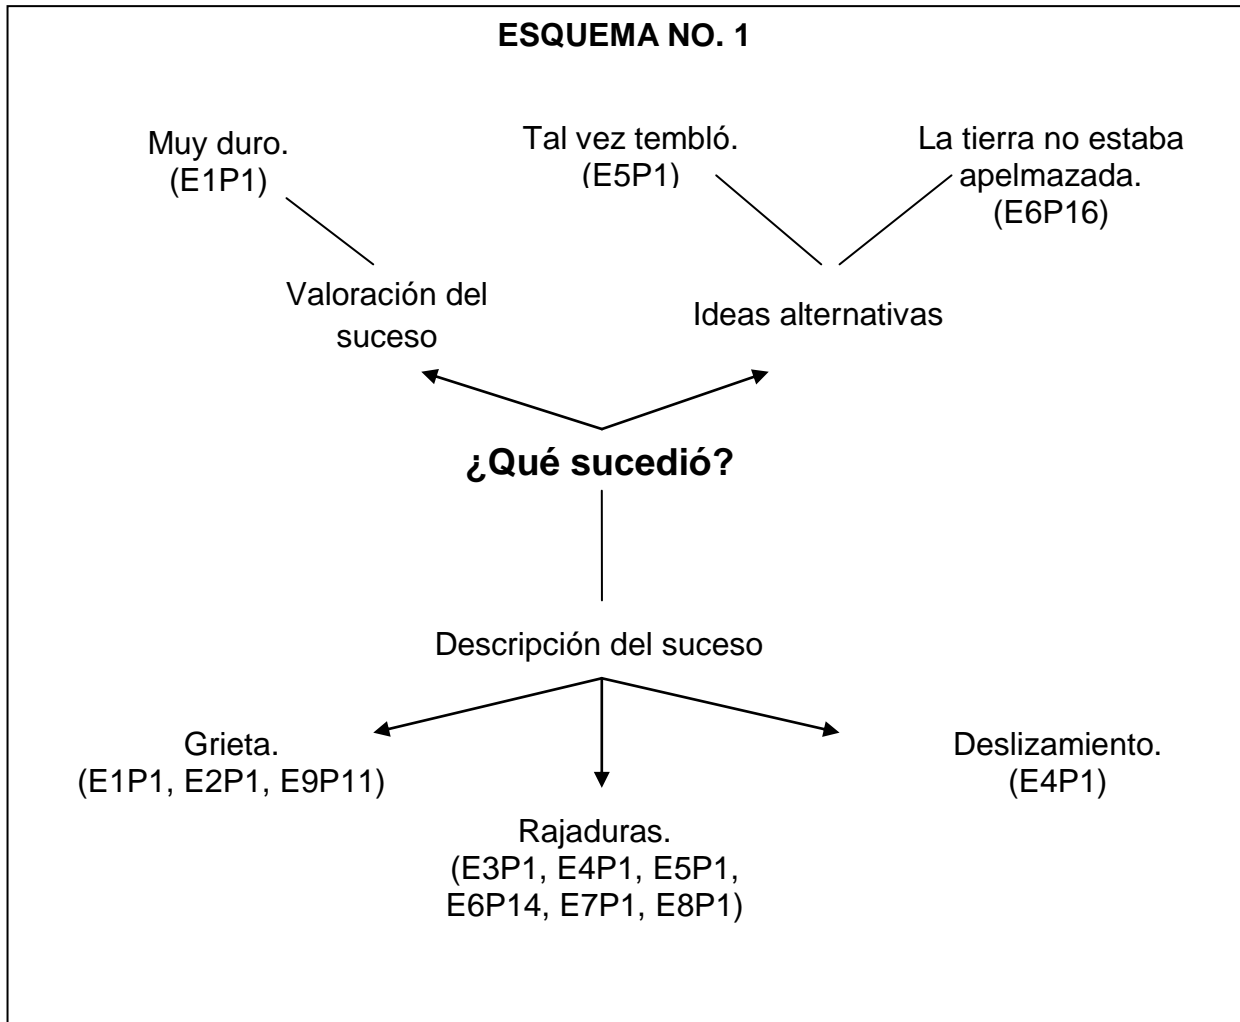 ESQUEMA NO. 1
Muy duro.
(E1P1)
Tal vez tembló.
(E5P1)
La tierra no estaba
apelmazada.
(E6P16)
Valoración del
suceso
Ideas alternativas
¿Qué sucedió?
Descripción del suceso
Grieta.
(E1P1, E2P1, E9P11)
Deslizamiento.
(E4P1)
Rajaduras.
(E3P1, E4P1, E5P1,
E6P14, E7P1, E8P1)